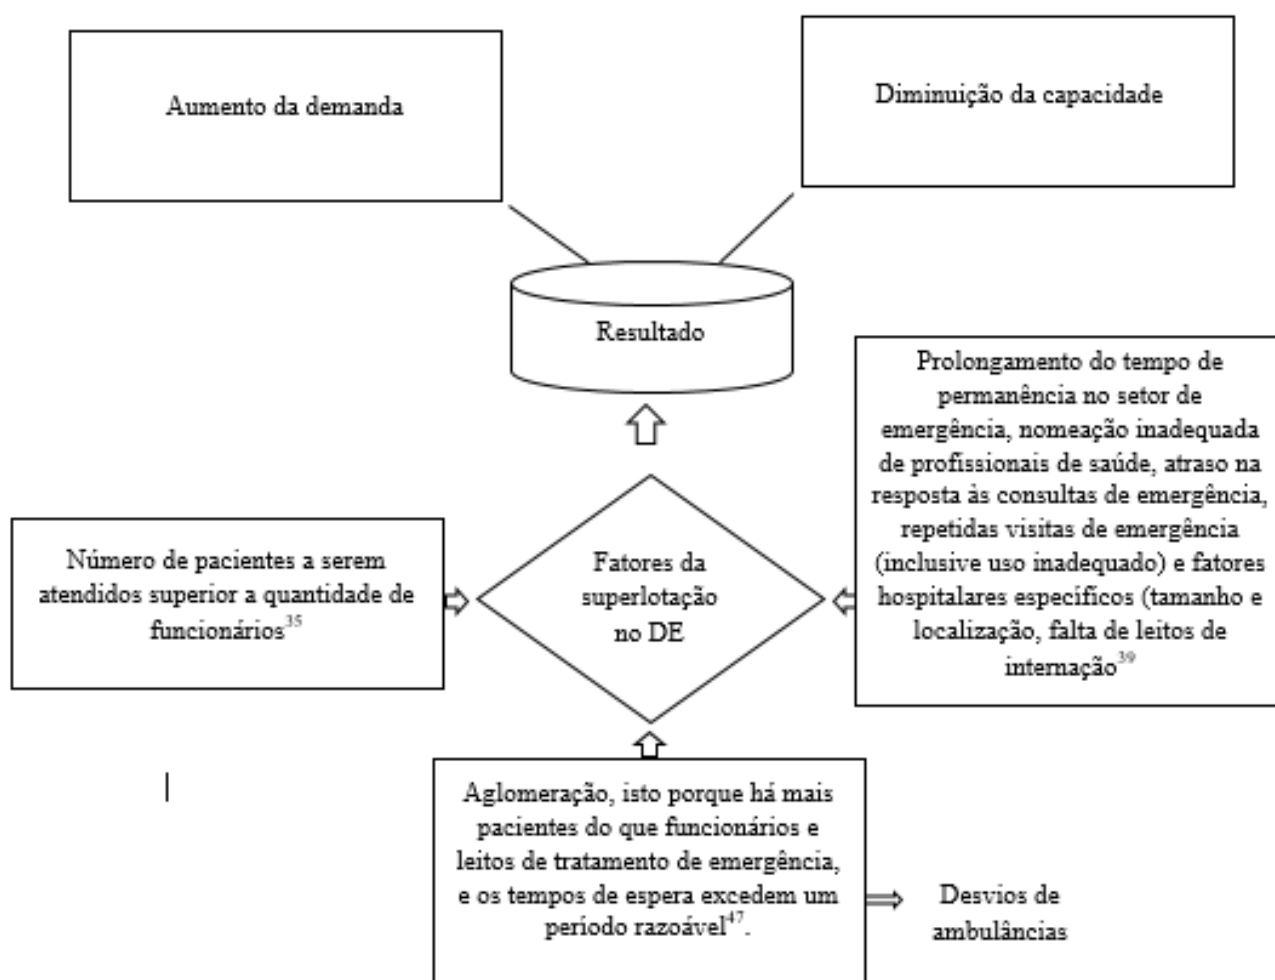 Aumento da demanda
Diminuição da capacidade
Resultado
Prolongamento do tempo de
permanência no setor de
emergência, nomeação inadequada
de profissionais de saúde, atraso na
resposta às consultas de emergência,
repetidas visitas de emergência
(inclusive uso inadequado) e fatores
hospitalares específicos (tamanho e
localização, falta de leitos de
internação³⁹
Número de pacientes a serem
atendidos superior a quantidade de
funcionários³⁵
Fatores da
superlotação
no DE
Aglomeração, isto porque há mais
pacientes do que funcionários e
leitos de tratamento de emergência,
e os tempos de espera excedem um
período razoável⁴⁷.
Desvios de
ambulâncias